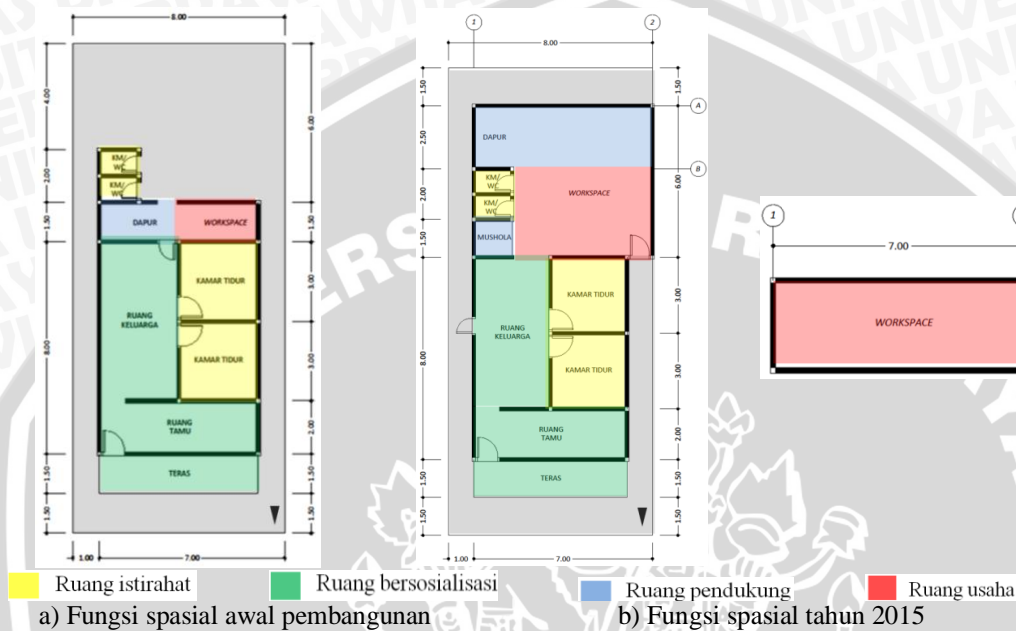 8.00
4.00
6.00
KM/
WC
KM/
WC
2.00
DAPUR
WORKSPACE
1.50
KAMAR TIDUR
3.00
RUANG
KELUARGA
8.00
KAMAR TIDUR
3.00
RUANG
TAMU
2.00
TERAS
1.50
1.50
1.50
1.50
1.00
7.00
1
2
8.00
1.50
1.50
A
DAPUR
2.50
B
KM/
WC
KM/
WC
WORKSPACE
2.00
6.00
MUSHOLA
1.50
KAMAR TIDUR
3.00
RUANG
KELUARGA
8.00
KAMAR TIDUR
3.00
RUANG
TAMU
2.00
TERAS
1.50
1.50
1.50
1.50
1.00
7.00
1
7.00
WORKSPACE
Ruang istirahat
Ruang bersosialisasi
Ruang pendukung
Ruang usaha
a) Fungsi spasial awal pembangunan
b) Fungsi spasial tahun 2015